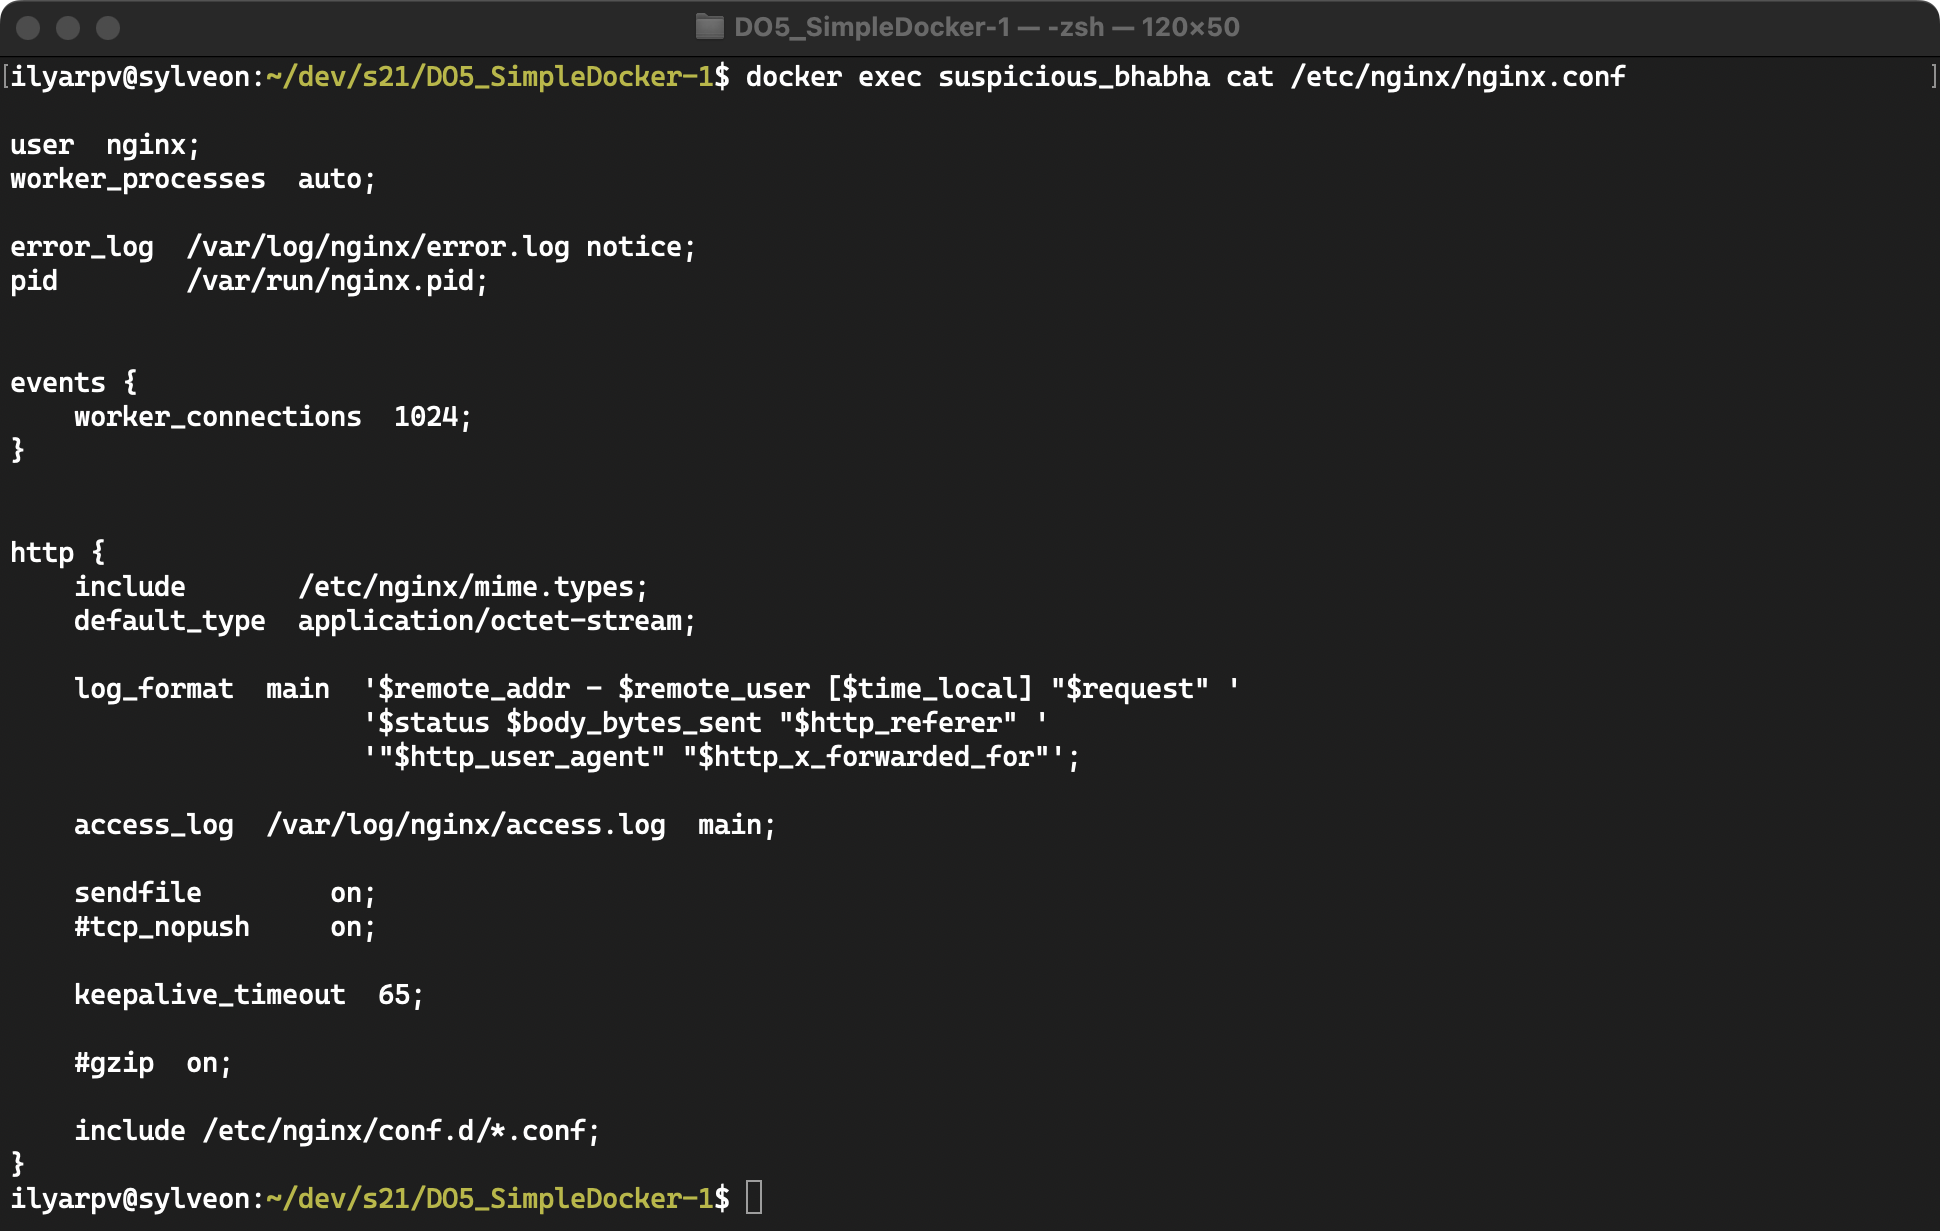 DO5_SimpleDocker-1 — -zsh — 120×50
[ilyarpv@sylveon:~/dev/s21/DO5_SimpleDocker-1$ docker exec suspicious_bhabha cat /etc/nginx/nginx.conf ]

user  nginx;
worker_processes  auto;

error_log  /var/log/nginx/error.log notice;
pid        /var/run/nginx.pid;


events {
    worker_connections  1024;
}


http {
    include       /etc/nginx/mime.types;
    default_type  application/octet-stream;

    log_format  main  '$remote_addr - $remote_user [$time_local] "$request" '
                      '$status $body_bytes_sent "$http_referer" '
                      '"$http_user_agent" "$http_x_forwarded_for"';

    access_log  /var/log/nginx/access.log  main;

    sendfile        on;
    #tcp_nopush     on;

    keepalive_timeout  65;

    #gzip  on;

    include /etc/nginx/conf.d/*.conf;
}
ilyarpv@sylveon:~/dev/s21/DO5_SimpleDocker-1$